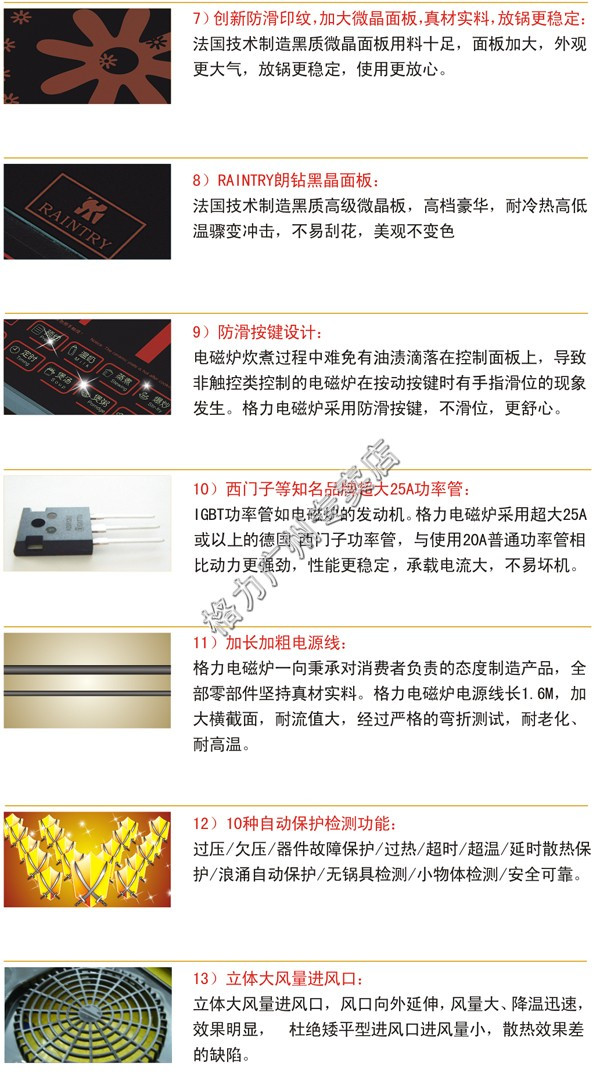 7）创新防滑印纹,加大微晶面板,真材实料,放锅更稳定:
法国技术制造黑质微晶面板用料十足，面板加大，外观
更大气，放锅更稳定，使用更放心。
8）RAINTRY朗钻黑晶面板:
RAINTRY
法国技术制造黑质高级微晶板，高档豪华，耐冷热高低
温骤变冲击，不易刮花，美观不变色
9）防滑按键设计:
定时
煲汤
蒸煮
煲粥
爆炒
电磁炉炊煮过程中难免有油渍滴落在控制面板上，导致
非触控类控制的电磁炉在按动按键时有手指滑位的现象
发生。格力电磁炉采用防滑按键，不滑位，更舒心。
10）西门子等知名品牌超大25A功率管:
IGBT功率管如电磁炉的发动机。格力电磁炉采用超大25A
或以上的德国 西门子功率管，与使用20A普通功率管相
比动力更强劲，性能更稳定，承载电流大，不易坏机。
格力广州专卖店
11）加长加粗电源线:
格力电磁炉一向秉承对消费者负责的态度制造产品，全
部零部件坚持真材实料。格力电磁炉电源线长1.6M，加
大横截面，耐流值大，经过严格的弯折测试，耐老化、
耐高温。
12）10种自动保护检测功能:
过压/欠压/器件故障保护/过热/超时/超温/延时散热保
护/浪涌自动保护/无锅具检测/小物体检测/安全可靠。
13）立体大风量进风口:
立体大风量进风口，风口向外延伸，风量大、降温迅速，
效果明显， 杜绝矮平型进风口进风量小，散热效果差
的缺陷。